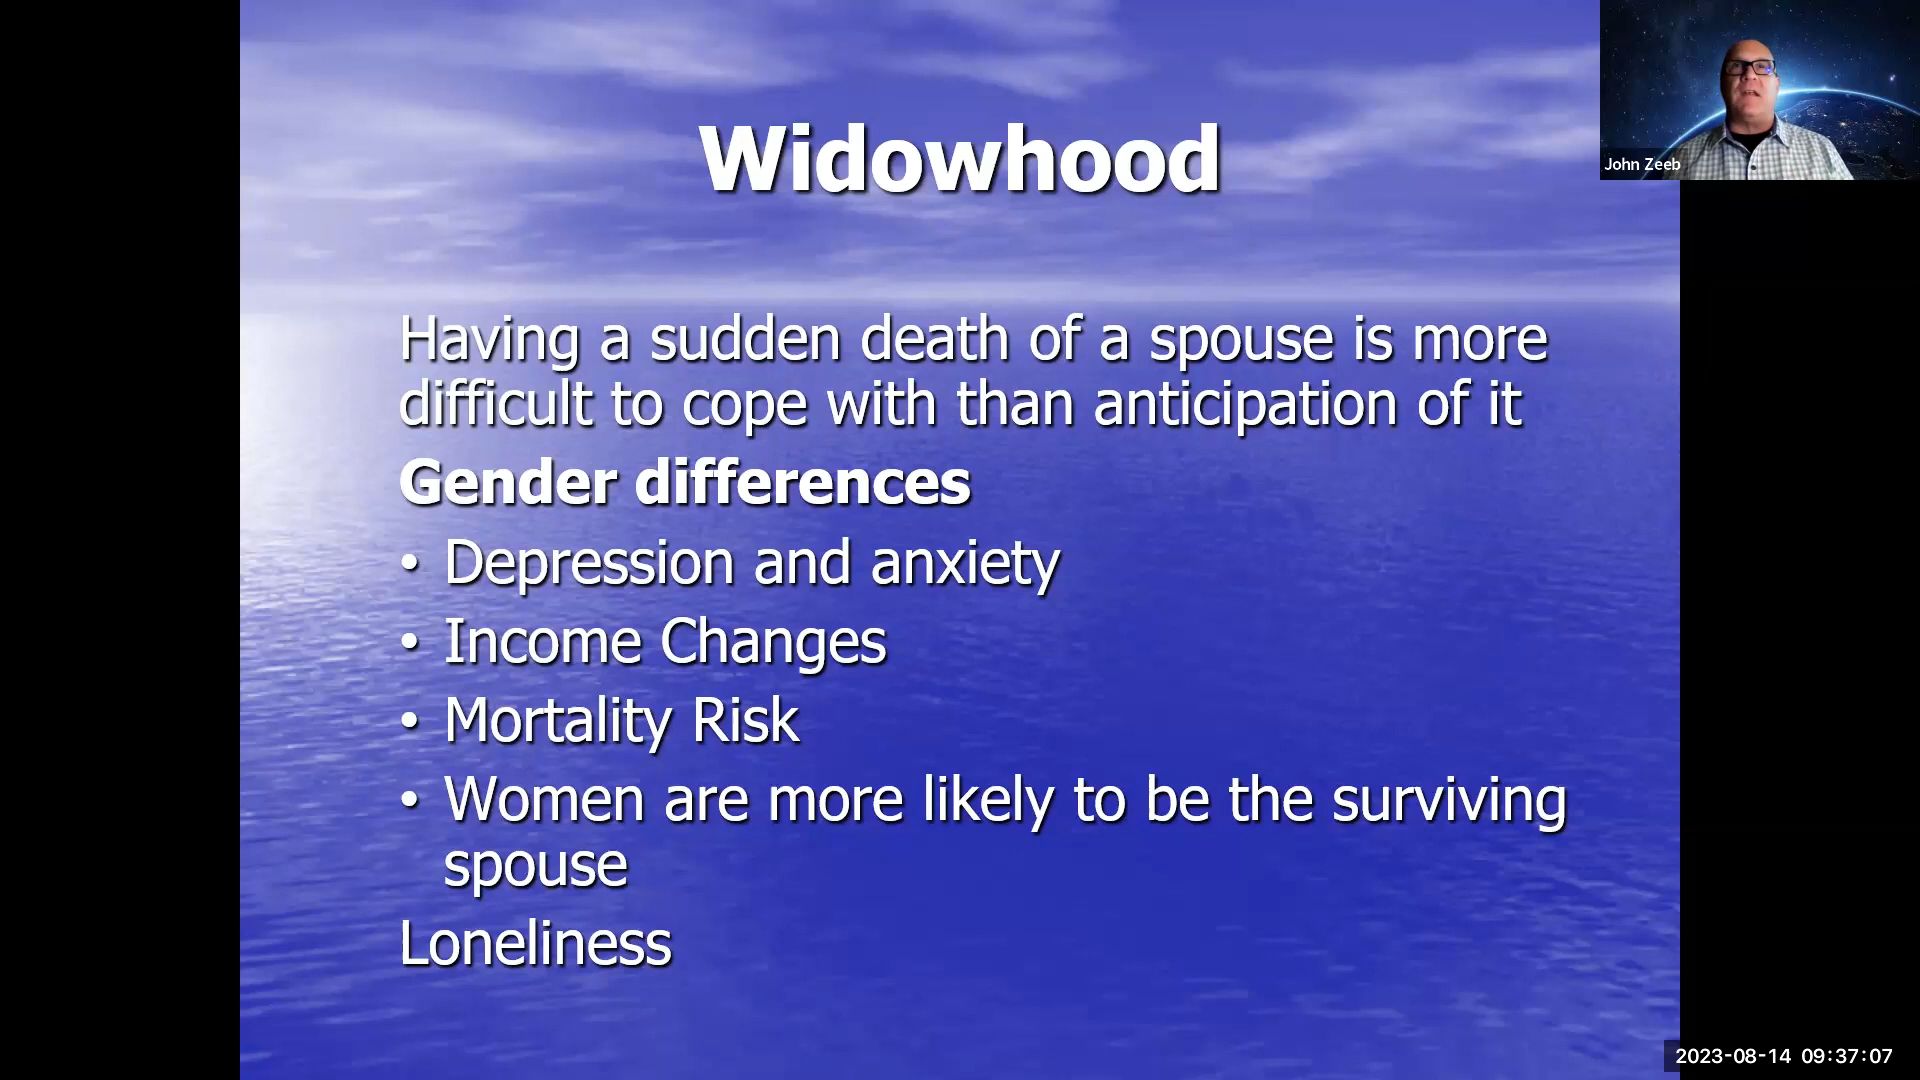 Widowhood
John Zeeb
Having a sudden death of a spouse is more
difficult to cope with than anticipation of it
Gender differences
• Depression and anxiety
• Income Changes
• Mortality Risk
• Women are more likely to be the surviving
spouse
Loneliness
2023-08-14 09:37:07